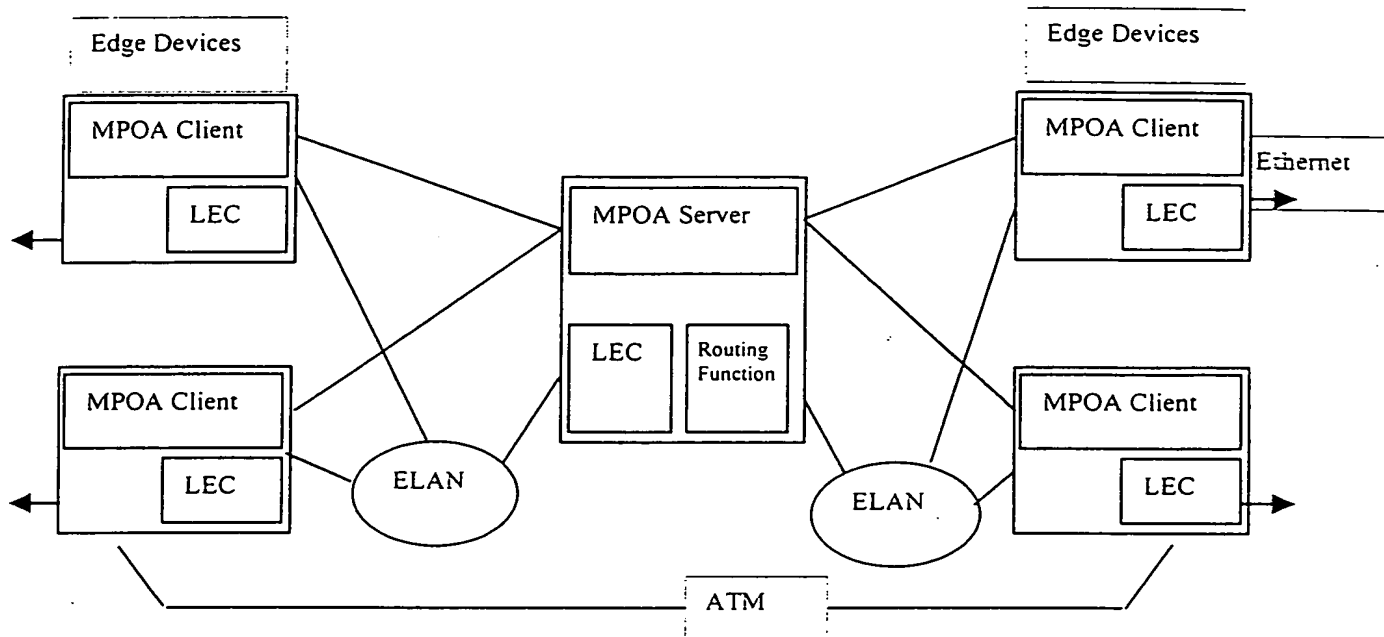 Edge Devices
Edge Devices
MPOA Client
MPOA Client
Ethernet
LEC
MPOA Server
LEC
LEC
Routing
Function
MPOA Client
MPOA Client
LEC
ELAN
ELAN
LEC
ATM